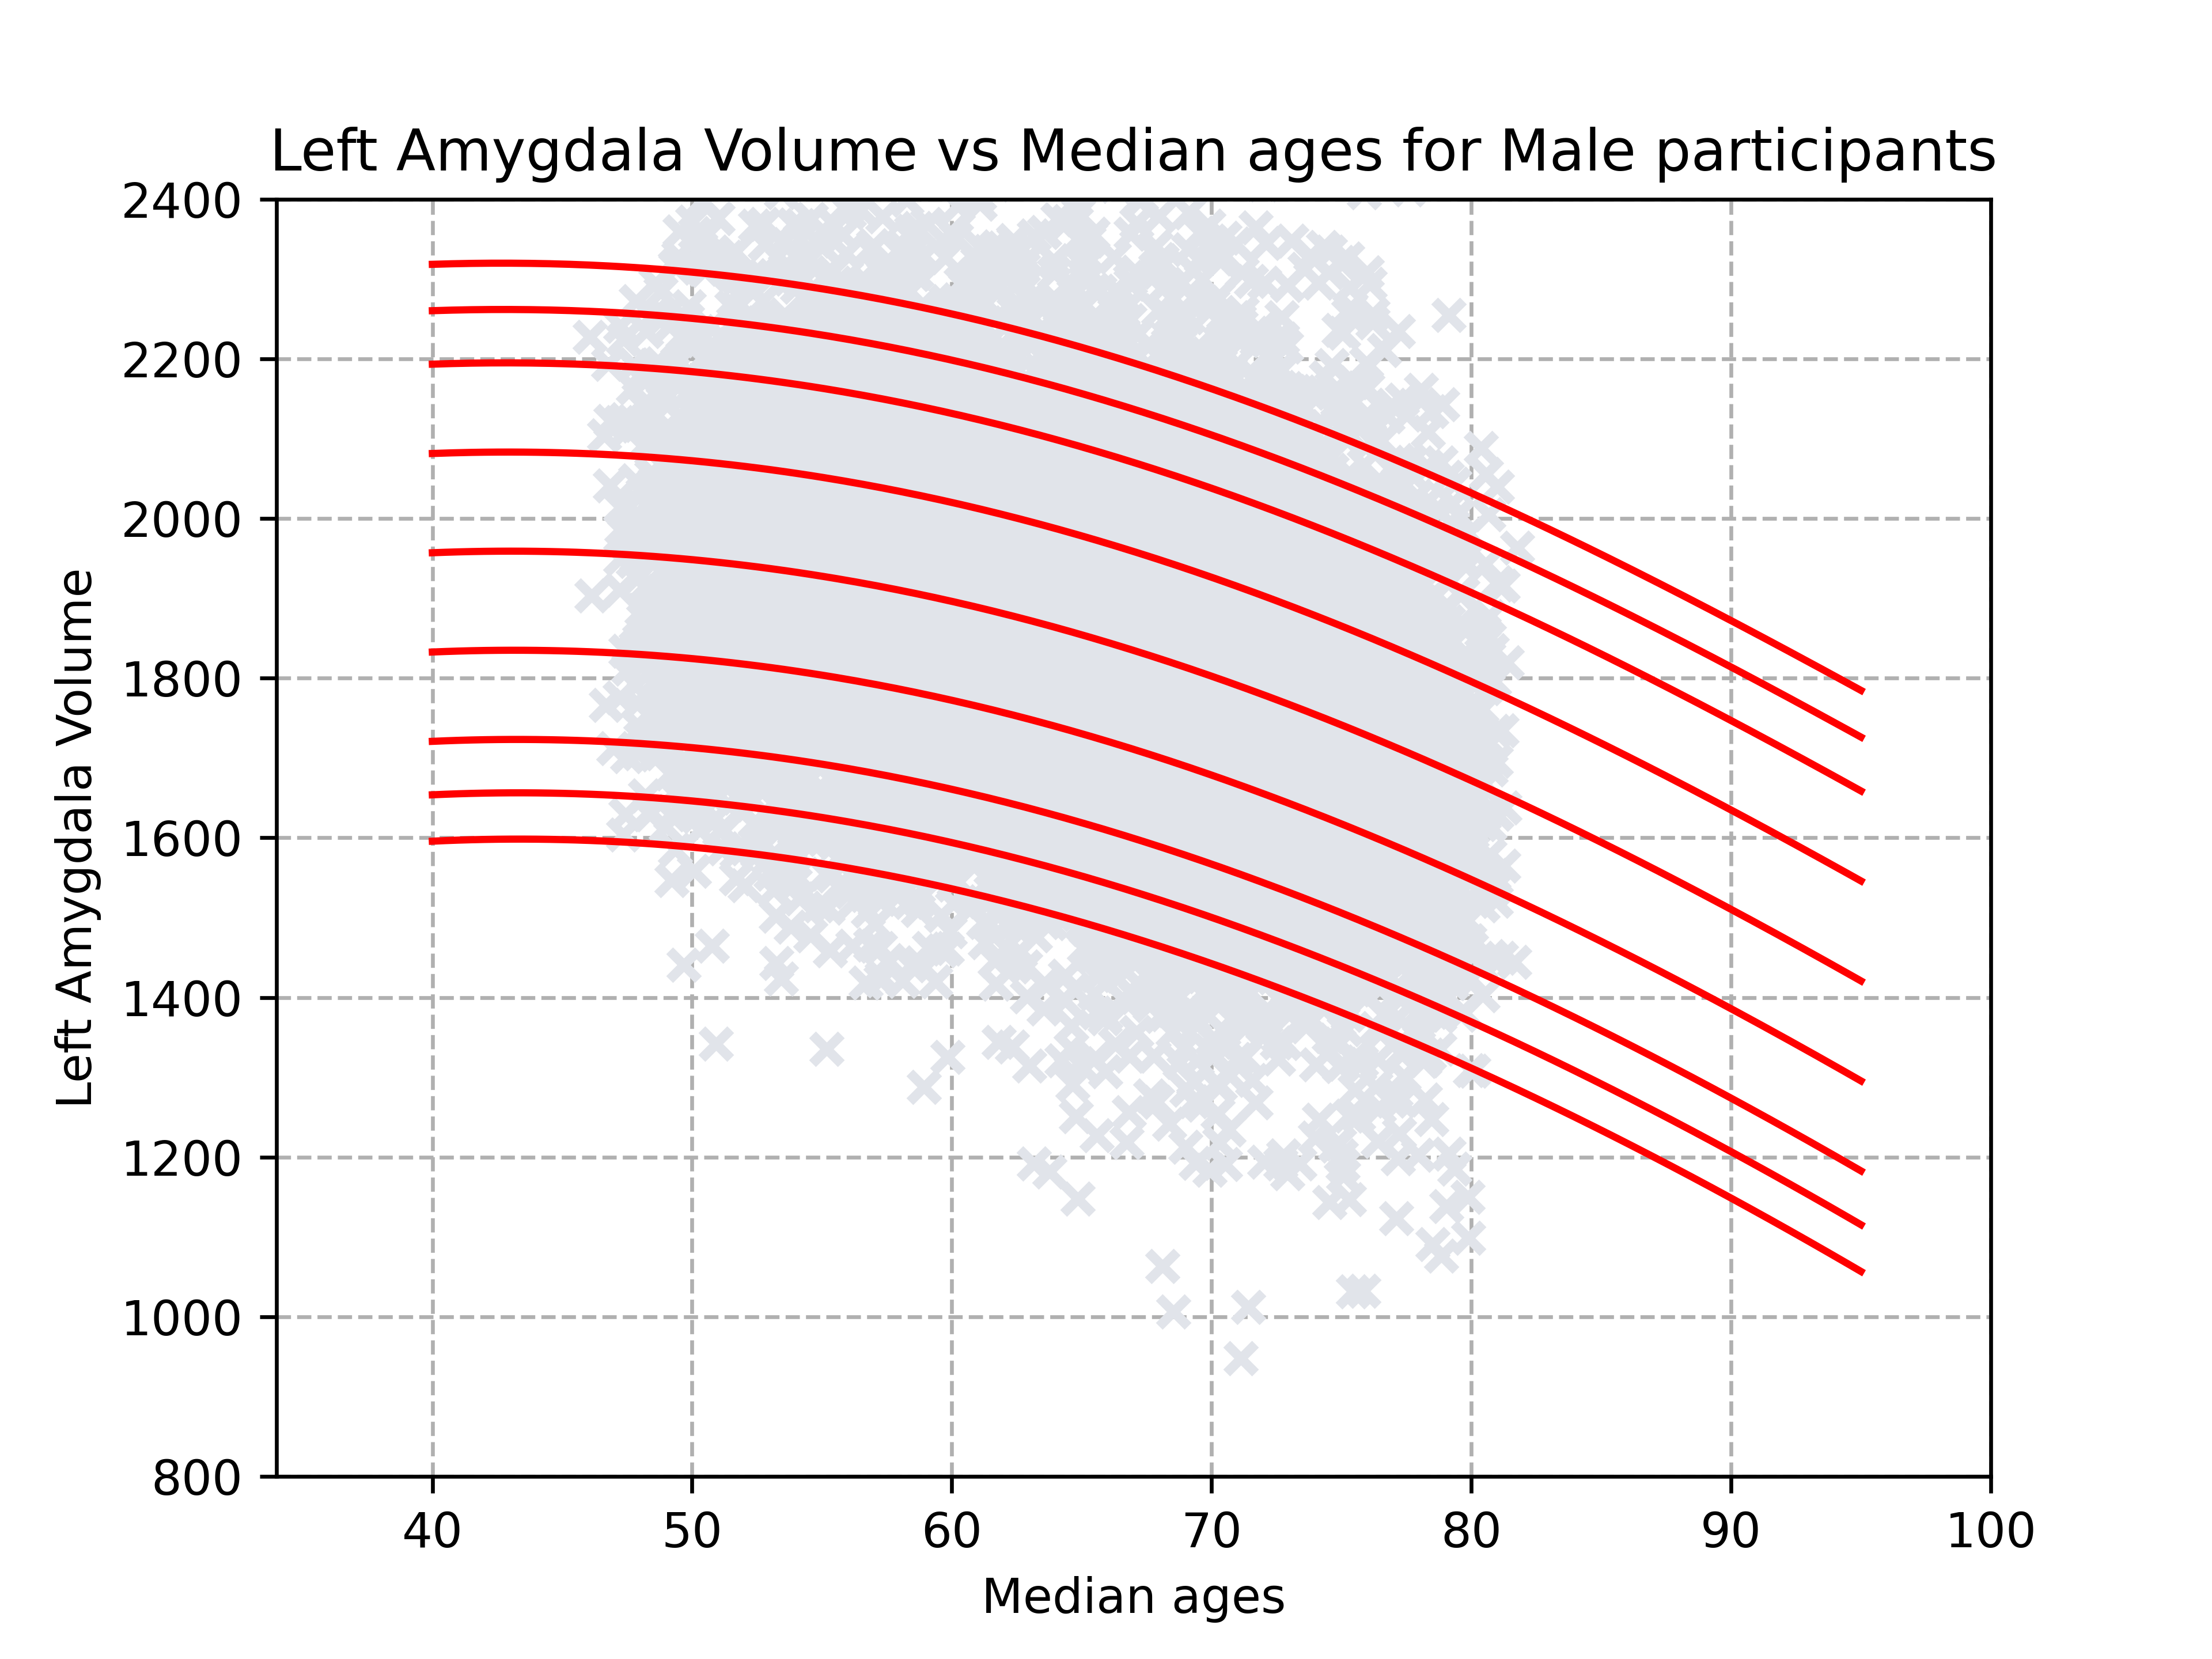 Left Amygdala Volume vs Median ages for Male participants
2400
2200
2000
1800
1600
1400
1200
1000
800
Left Amygdala Volume
40 50 60 70 80 90 100
Median ages